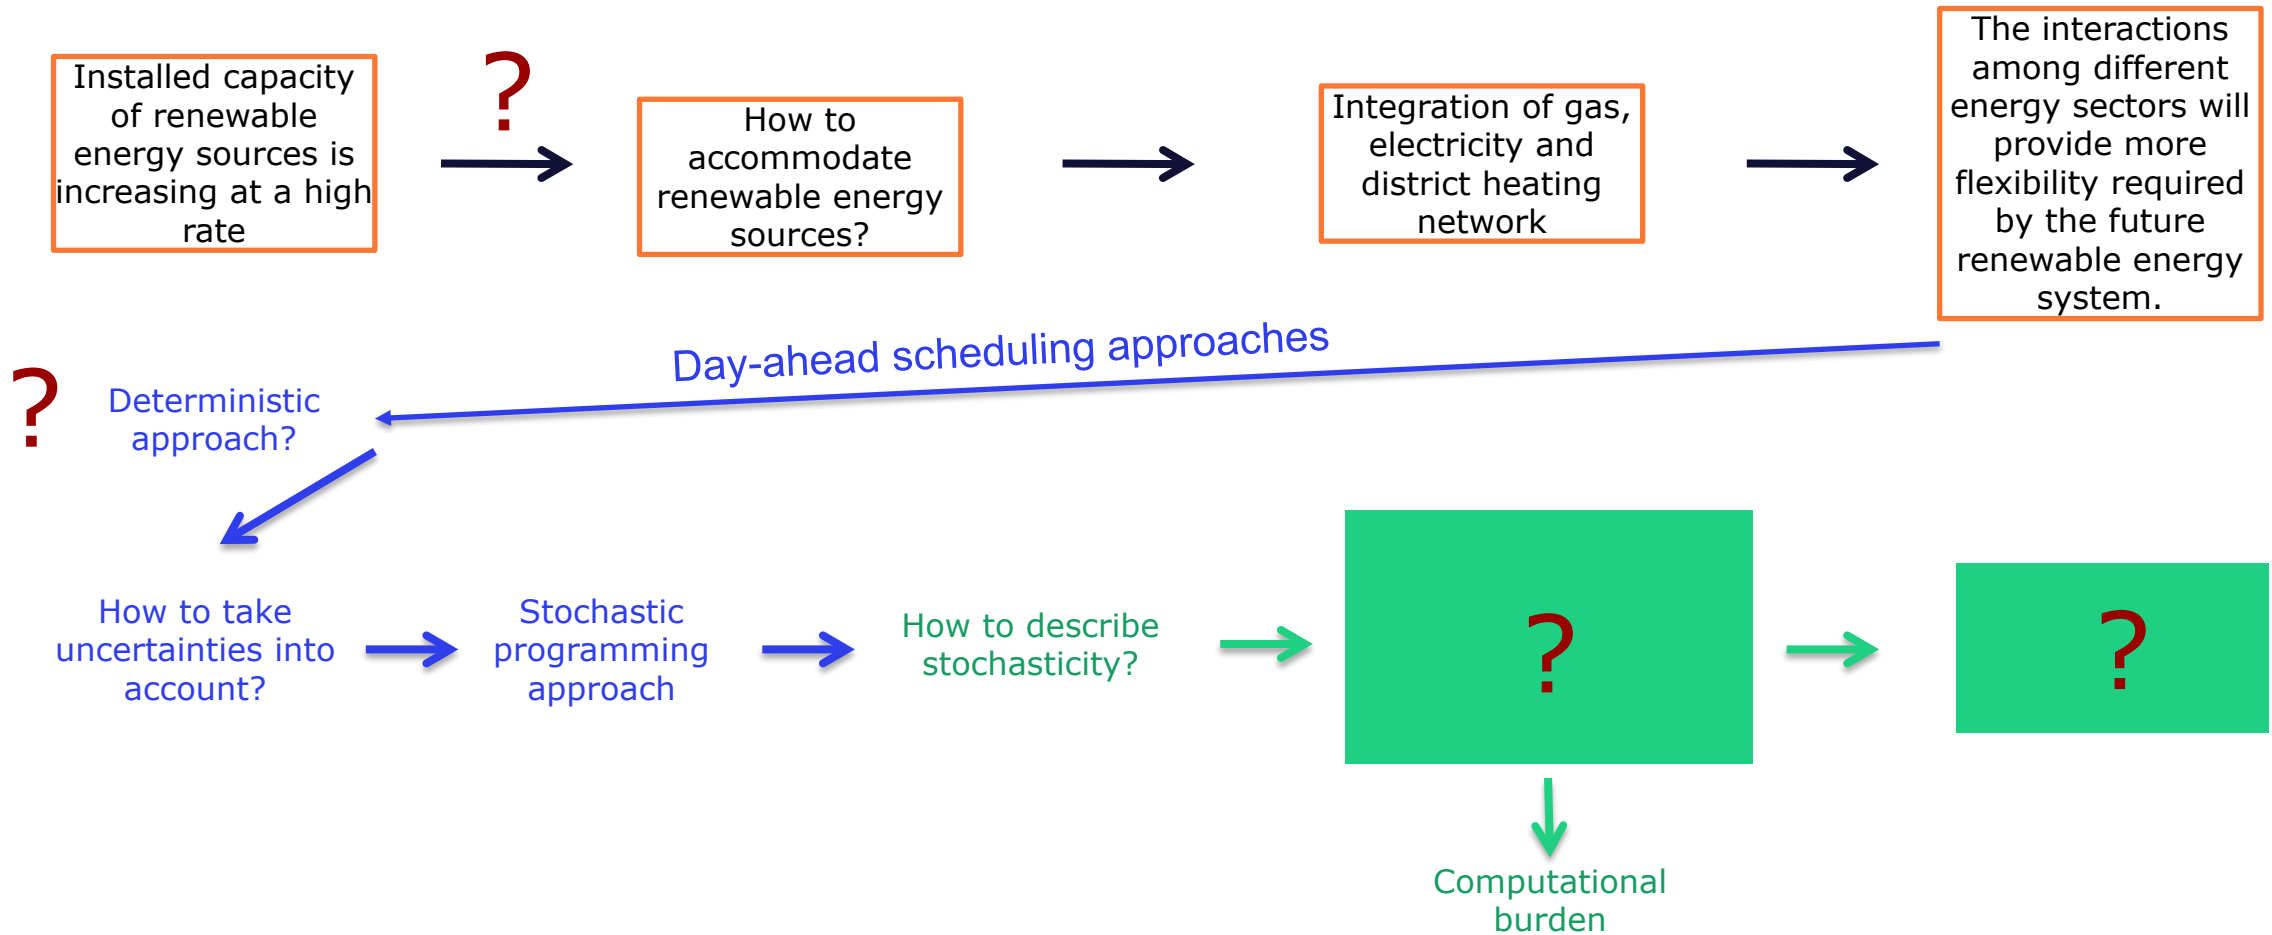 Installed capacity
of renewable
energy sources is
increasing at a high
rate
?
How to
accommodate
renewable energy
sources?
Integration of gas,
electricity and
district heating
network
The interactions
among different
energy sectors will
provide more
flexibility required
by the future
renewable energy
system.
Day-ahead scheduling approaches
?
Deterministic
approach?
How to take
uncertainties into
account?
Stochastic
programming
approach
How to describe
stochasticity?
?
?
Computational
burden